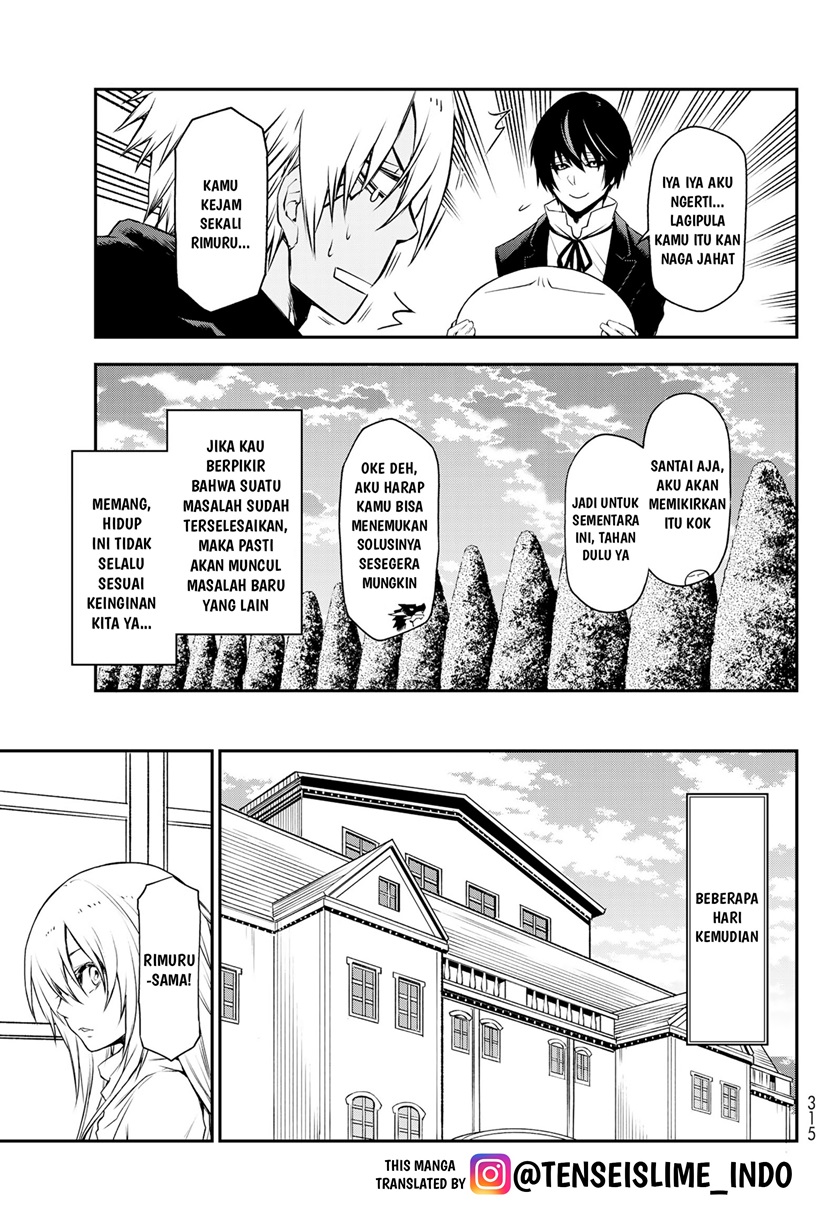 IYA IYA AKU
NGERTI...
LAGIPULA
KAMU ITU KAN
NAGA JAHAT
KAMU
KEJAM
SEKALI
RIMURU...
SANTAI AJA,
AKU AKAN
MEMIKIRKAN
ITU KOK
JADI UNTUK
SEMENTARA
INI, TAHAN
DULU YA
OKE DEH,
AKU HARAP
KAMU BISA
MENEMUKAN
SOLUSINYA
SESEGERA
MUNGKIN
JIKA KAU
BERPIKIR
BAHWA SUATU
MASALAH SUDAH
TERSELESAIKAN,
MAKA PASTI
AKAN MUNCUL
MASALAH BARU
YANG LAIN
MEMANG,
HIDUP
INI TIDAK
SELALU
SESUAI
KEINGINAN
KITA YA...
BEBERAPA
HARI
KEMUDIAN
RIMURU
-SAMA!
315
THIS MANGA
TRANSLATED BY
@TENSEISLIME_INDO